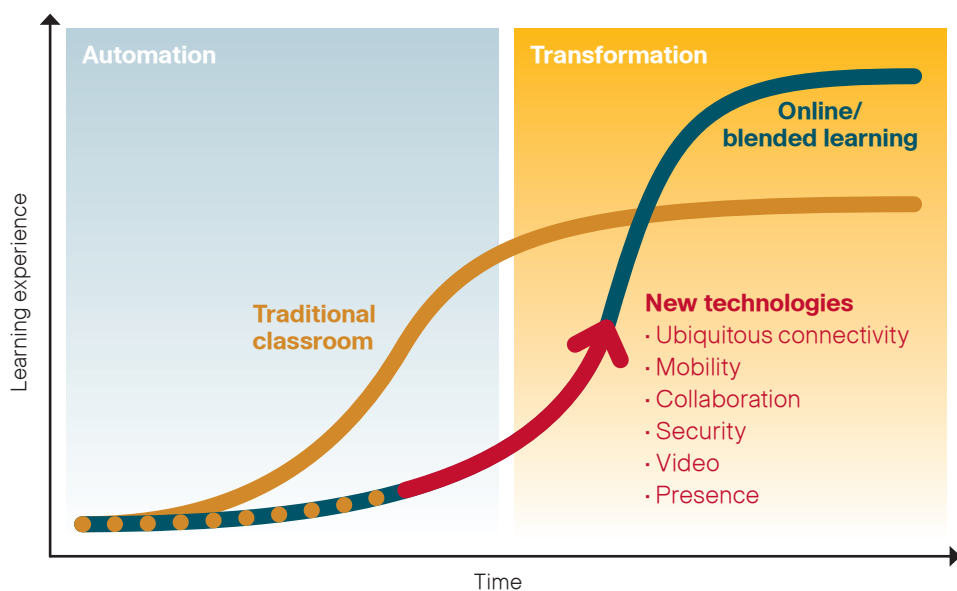 Automation
Transformation
Online/
blended learning
Learning experience
Traditional
classroom
New technologies
· Ubiquitous connectivity
· Mobility
· Collaboration
· Security
· Video
· Presence
Time